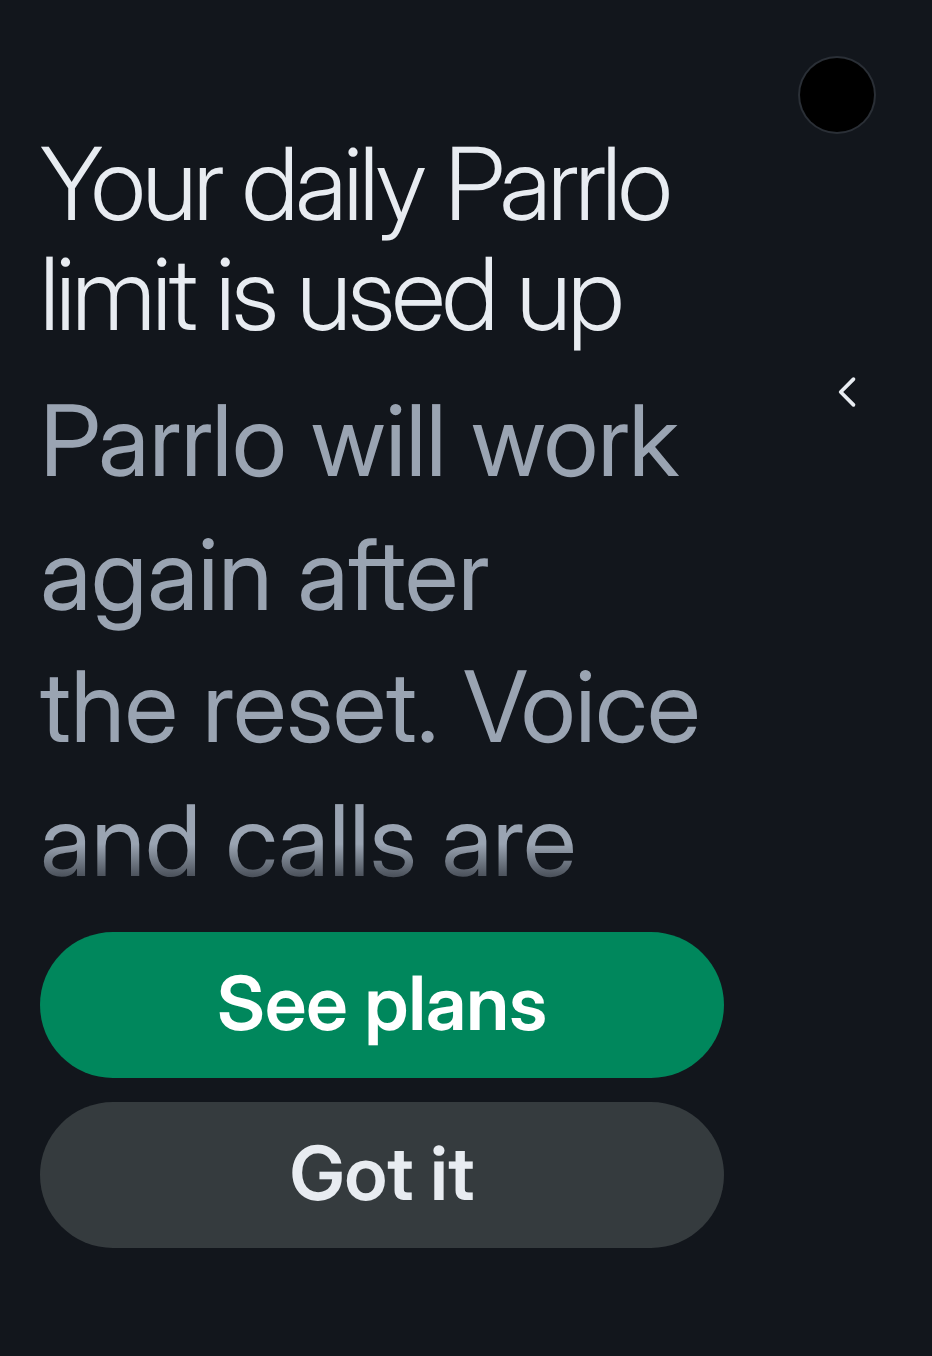 Your daily Parrlo
limit is used up
Parrlo will work
again after
the reset. Voice
and calls are
See plans
Got it